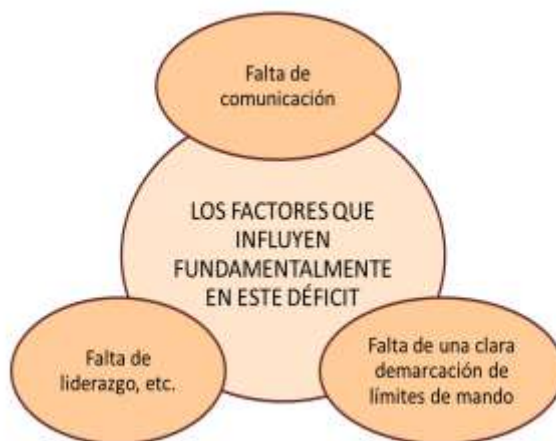 Falta de
comunicación
LOS FACTORES QUE
INFLUYEN
FUNDAMENTALMENTE
EN ESTE DÉFICIT
Falta de
liderazgo, etc.
Falta de una clara
demarcación de
límites de mando